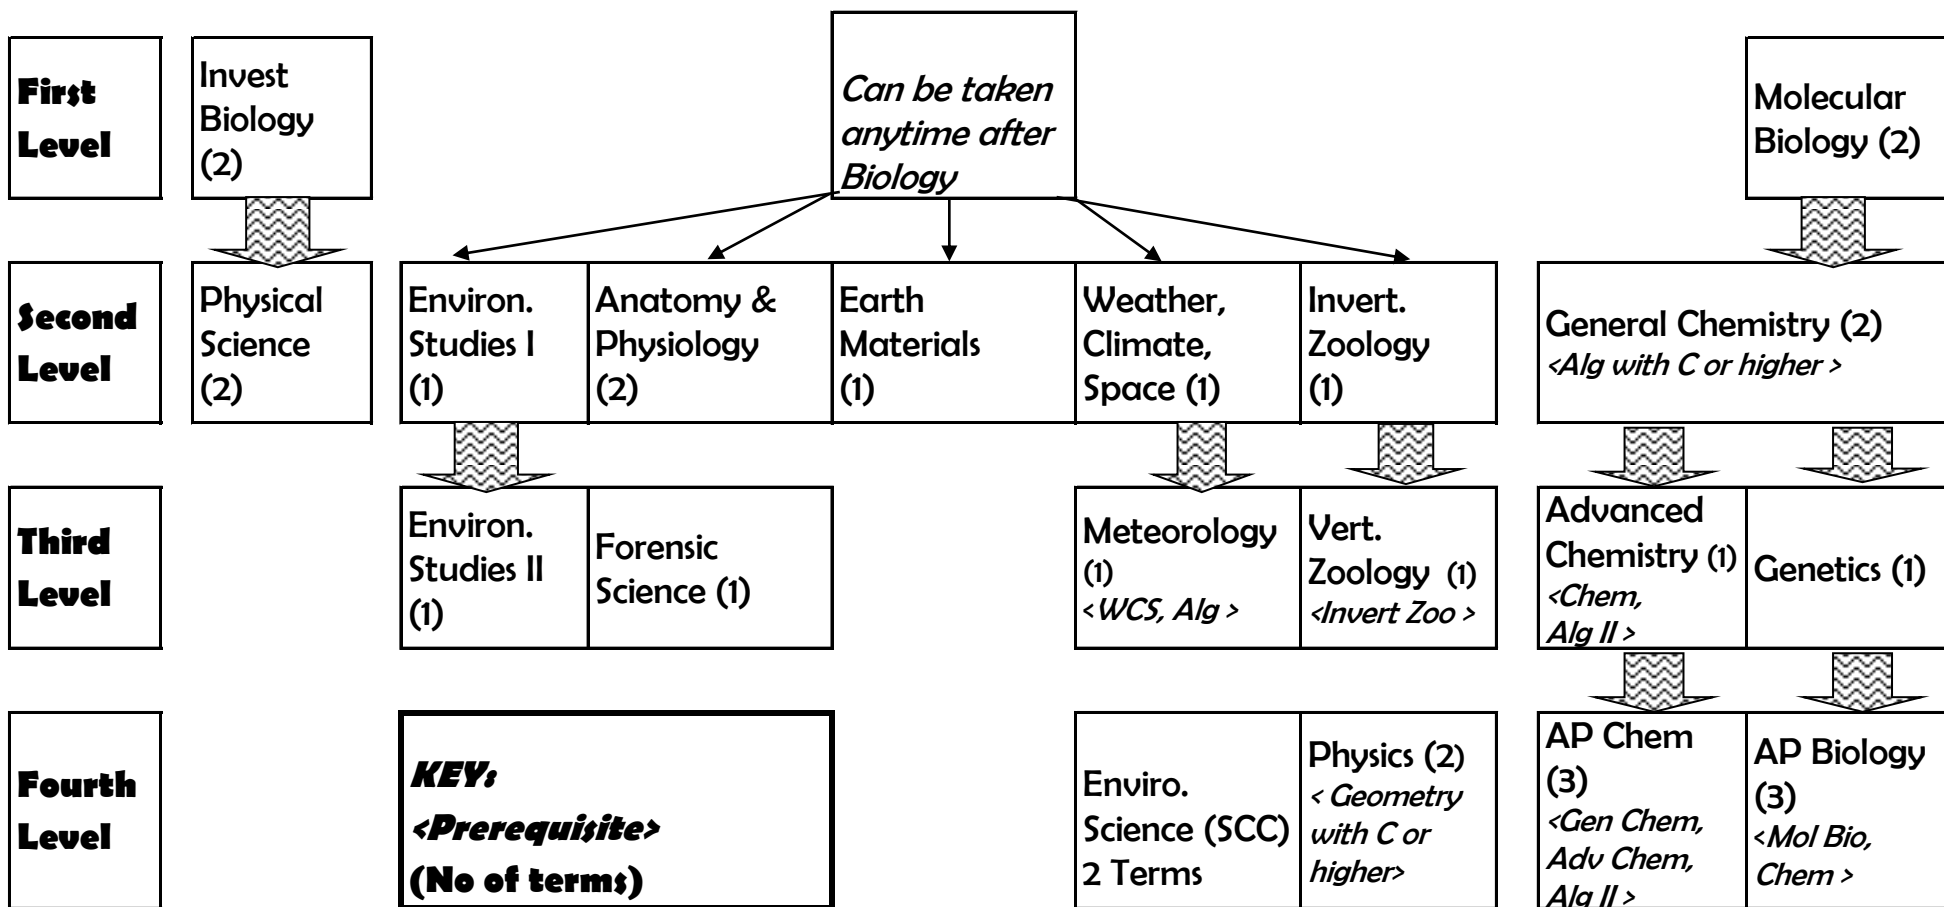 First
Level
Invest
Biology
(2)
Can be taken
anytime after
Biology
Molecular
Biology (2)
Second
Level
Physical
Science
(2)
Environ.
Studies I
(1)
Anatomy &
Physiology
(2)
Earth
Materials
(1)
Weather,
Climate,
Space (1)
Invert.
Zoology
(1)
General Chemistry (2)
<Alg with C or higher >
Third
Level
Environ.
Studies II
(1)
Forensic
Science (1)
Meteorology
(1)
<WCS, Alg >
Vert.
Zoology (1)
<Invert Zoo >
Advanced
Chemistry (1)
<Chem,
Alg II >
Genetics (1)
Fourth
Level
KEY:
<Prerequisite>
(No of terms)
Enviro.
Science (SCC)
2 Terms
Physics (2)
< Geometry
with C or
higher>
AP Chem
(3)
<Gen Chem,
Adv Chem,
Alg II >
AP Biology
(3)
<Mol Bio,
Chem >